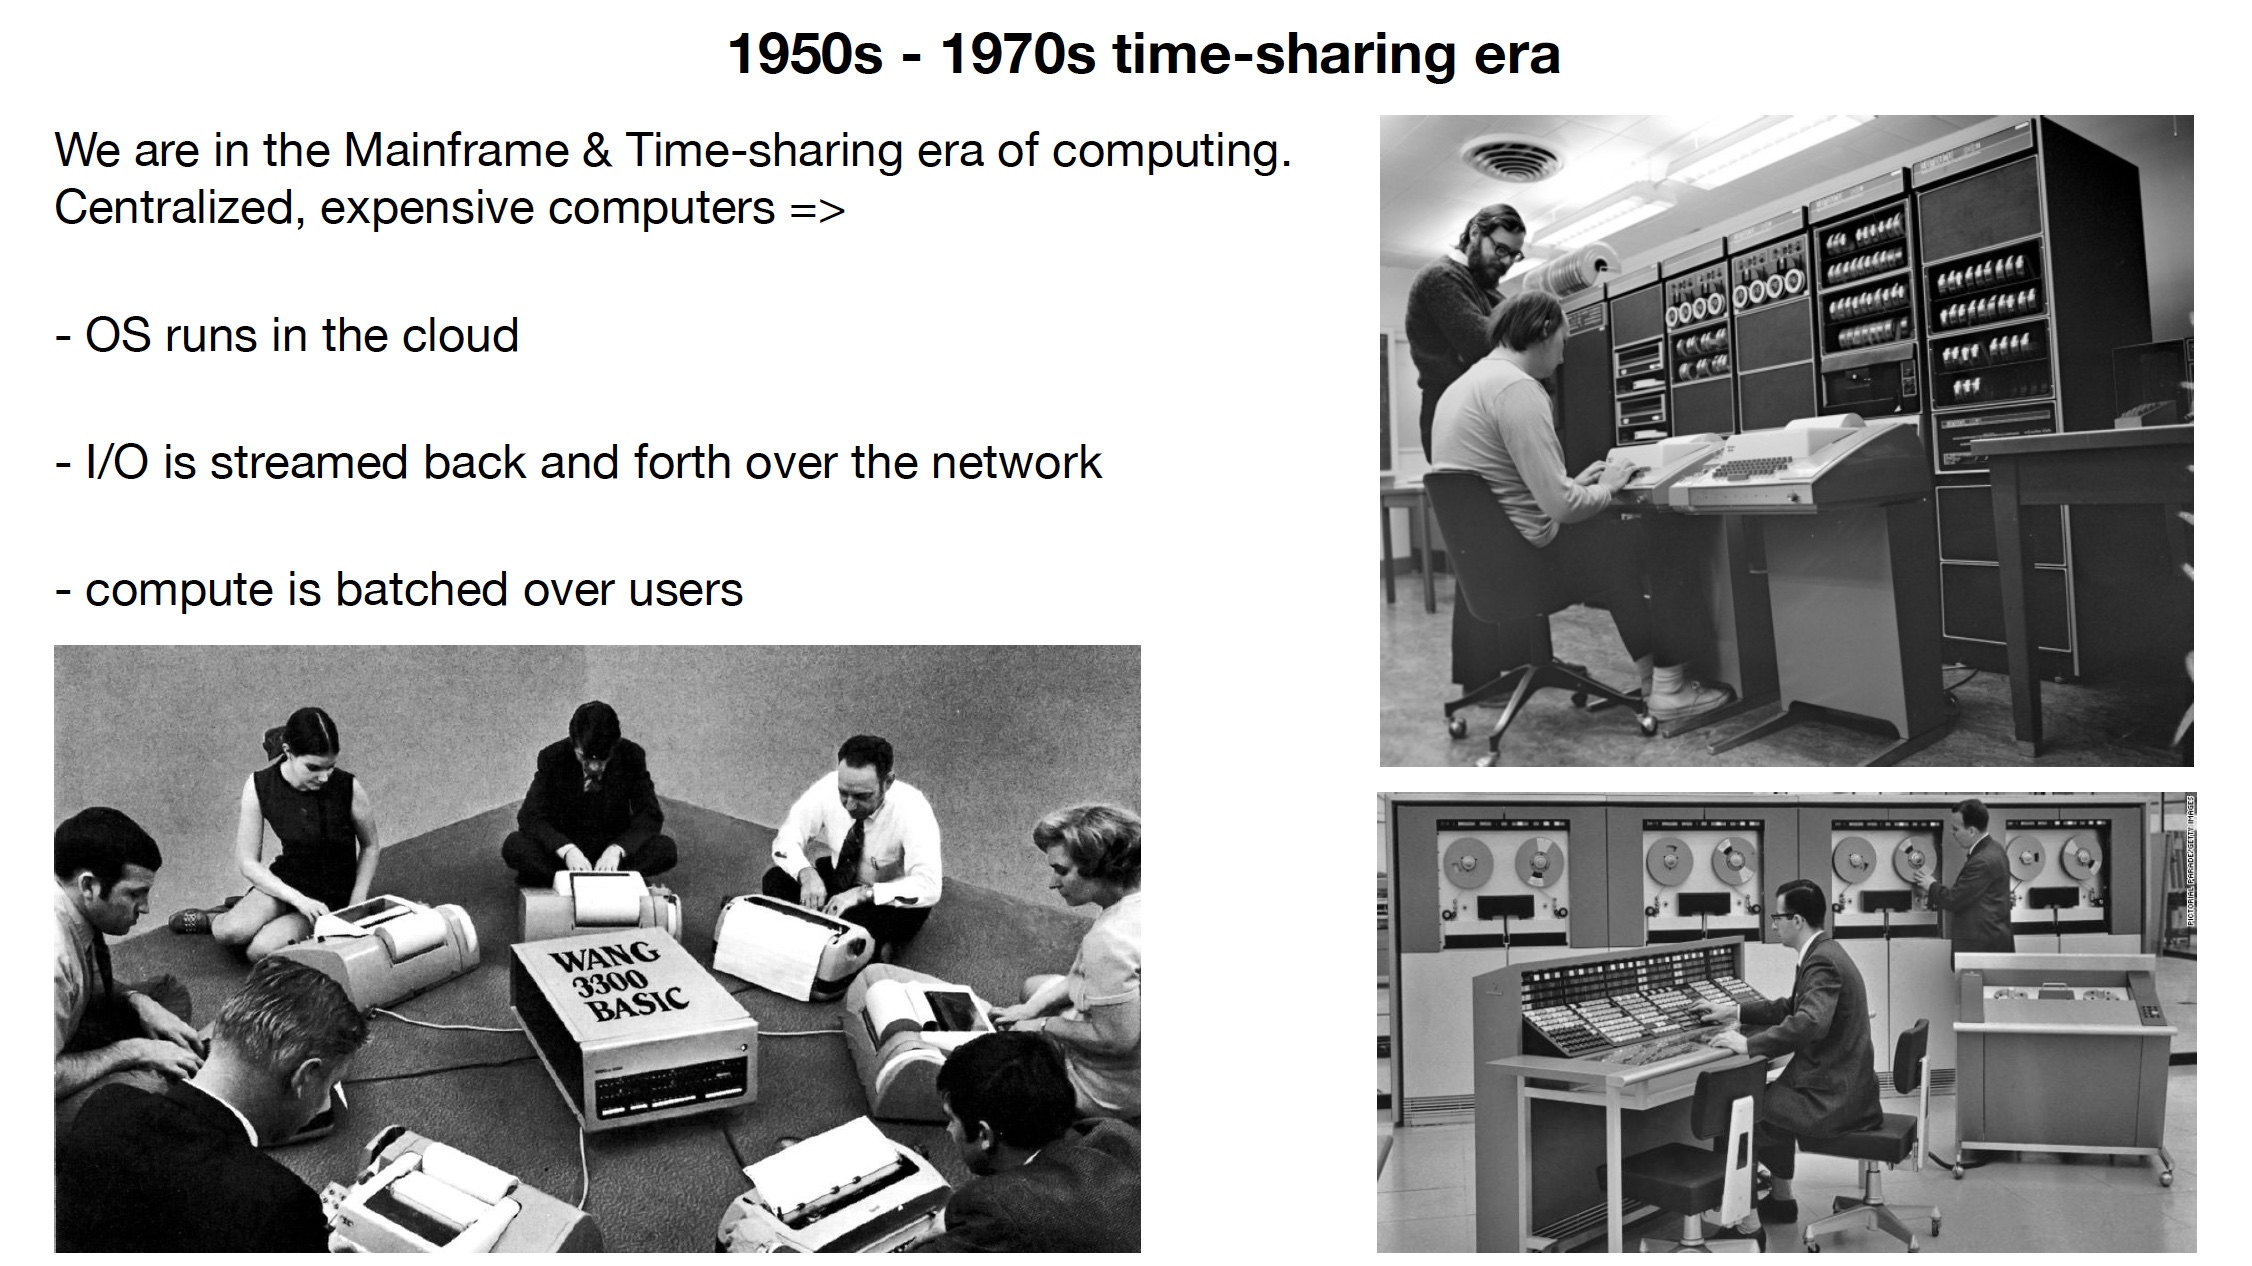 1950s - 1970s time-sharing era
We are in the Mainframe & Time-sharing era of computing.
Centralized, expensive computers =>
- OS runs in the cloud
- I/O is streamed back and forth over the network
- compute is batched over users
WANG
3300
BASIC
PICTORIAL PARADE/GETTY IMAGES